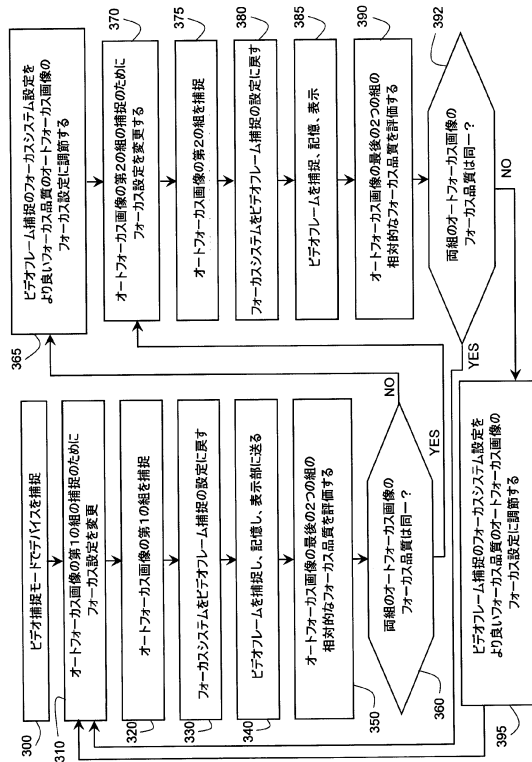 300
ビデオ捕捉モードでデバイスを捕捉
310
オートフォーカス画像の第1の組の捕捉のために
フォーカス設定を変更
320
オートフォーカス画像の第1の組を捕捉
330
フォーカスシステムをビデオフレーム捕捉の設定に戻す
340
ビデオフレームを捕捉し、記憶し、表示部に送る
350
オートフォーカス画像の最後の2つの組の
相対的なフォーカス品質を評価する
360
両組のオートフォーカス画像の
フォーカス品質は同一?
NO
YES
365
ビデオフレーム捕捉のフォーカスシステム設定を
より良いフォーカス品質のオートフォーカス画像の
フォーカス設定に調節する
370
オートフォーカス画像の第2の組の捕捉のために
フォーカス設定を変更する
375
オートフォーカス画像の第2の組を捕捉
380
フォーカスシステムをビデオフレーム捕捉の設定に戻す
385
ビデオフレームを捕捉、記憶、表示
390
オートフォーカス画像の最後の2つの組の
相対的なフォーカス品質を評価する
392
両組のオートフォーカス画像の
フォーカス品質は同一?
YES
NO
395
ビデオフレーム捕捉のフォーカスシステム設定を
より良いフォーカス品質のオートフォーカス画像の
フォーカス設定に調節する